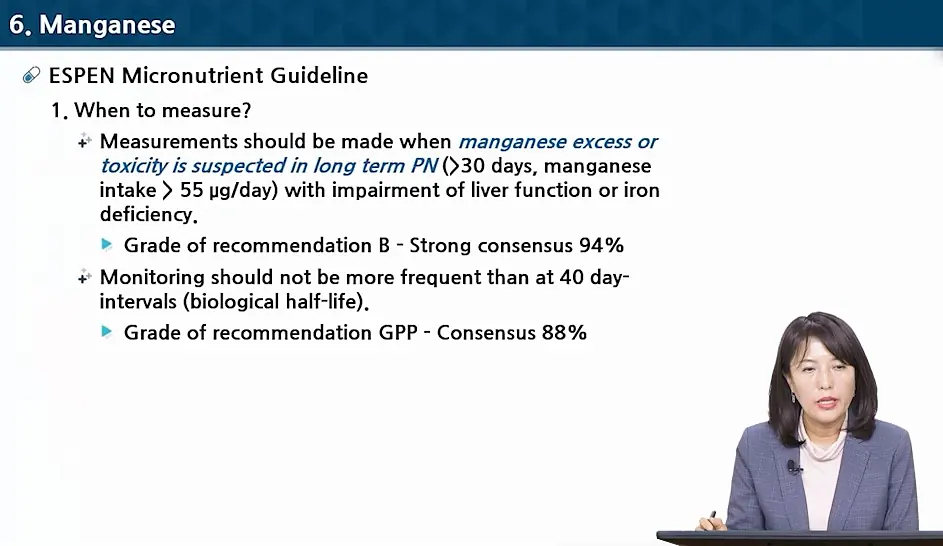 6. Manganese
ESPEN Micronutrient Guideline
1. When to measure?
Measurements should be made when manganese excess or
toxicity is suspected in long term PN (>30 days, manganese
intake > 55 µg/day) with impairment of liver function or iron
deficiency.
Grade of recommendation B - Strong consensus 94%
Monitoring should not be more frequent than at 40 day-
intervals (biological half-life).
Grade of recommendation GPP - Consensus 88%